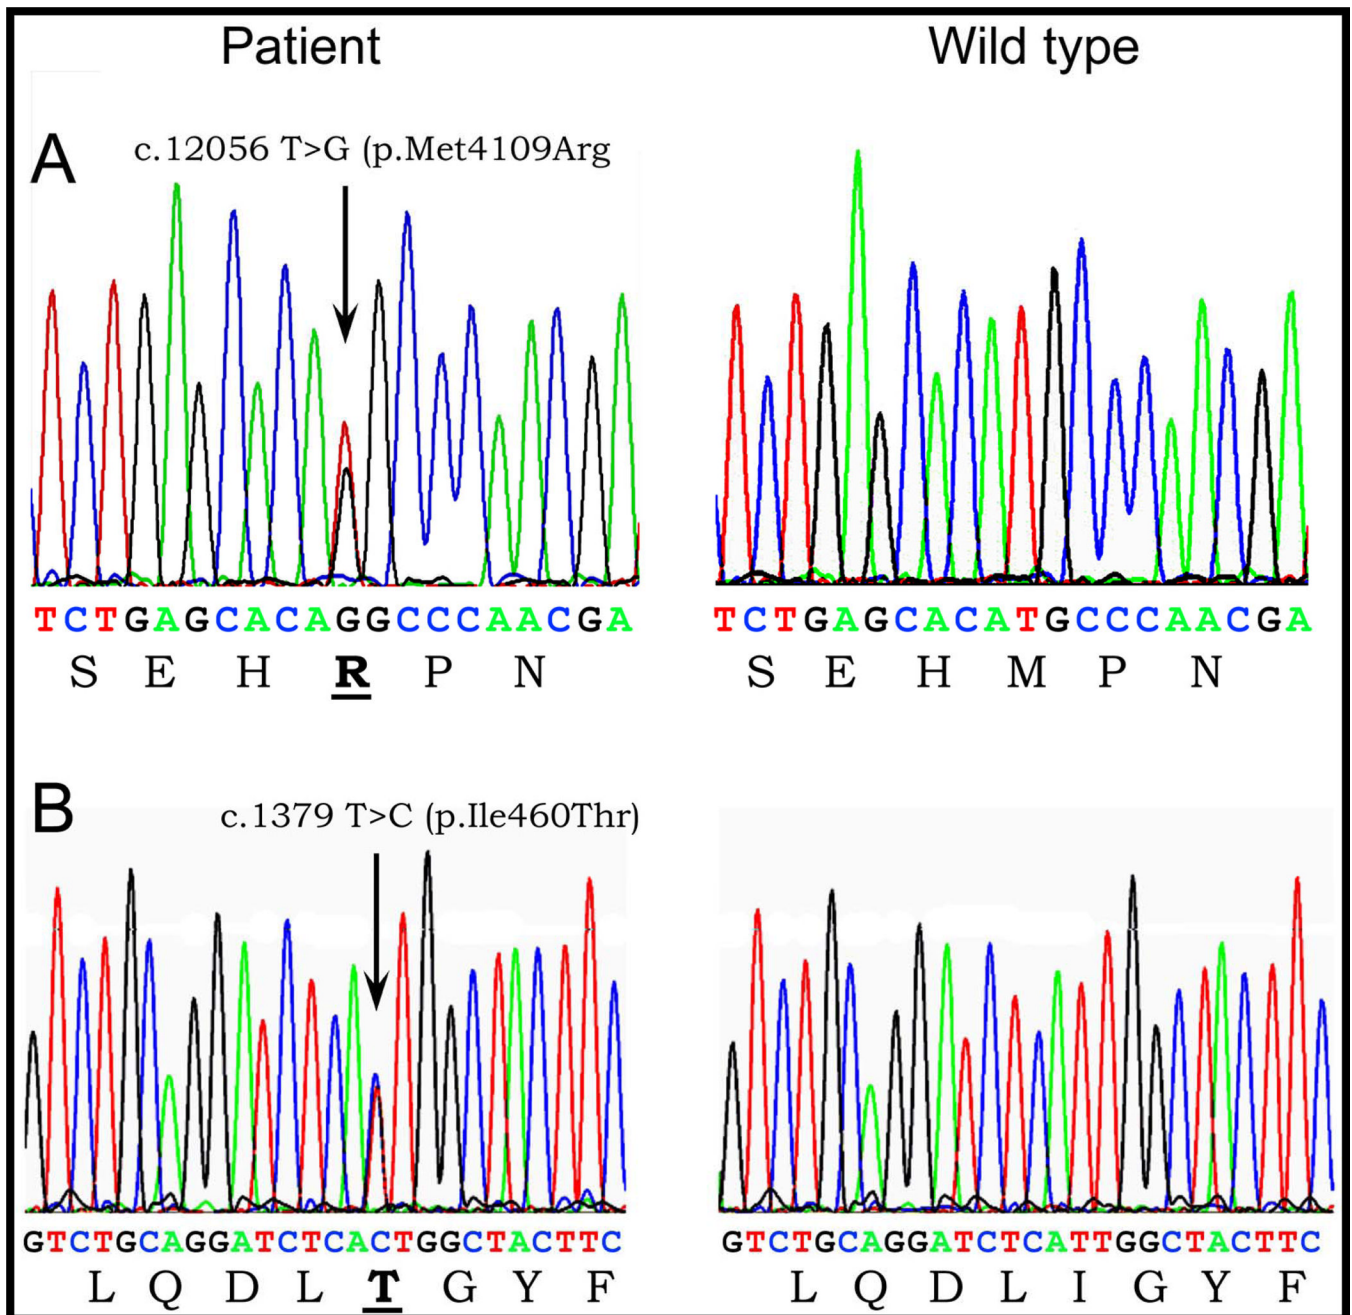 Patient Wild type
A c.12056 T>G (p.Met4109Arg
TCTGAGCACAGGCCCAACGA TCTGAGCACATGCCCAACGA
S E H R P N S E H M P N
B c.1379 T>C (p.Ile460Thr)
GTCTGCAGGATCTCACTGGCTACTTC GTCTGCAGGATCTCATTGGCTACTTC
L Q D L T G Y F L Q D L I G Y F